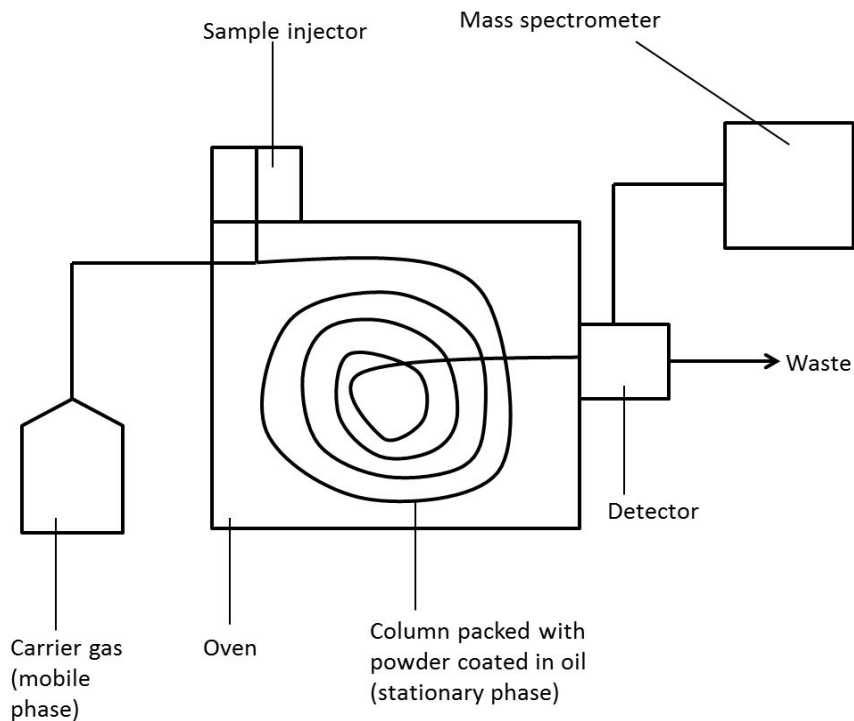 Mass spectrometer
Sample injector
Waste
Detector
Carrier gas
(mobile
phase)
Oven
Column packed with
powder coated in oil
(stationary phase)